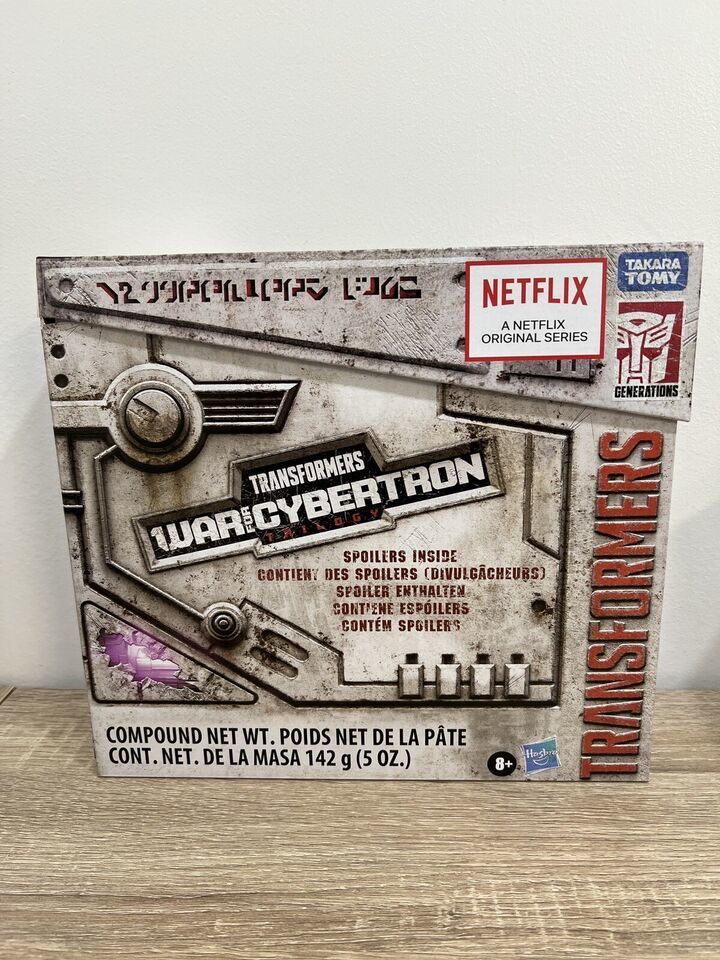 NETFLIX
A NETFLIX
ORIGINAL SERIES
TAKARA
TOMY
GENERATIONS
TRANSFORMERS
WAR FOR CYBERTRON
TRILOGY
SPOILERS INSIDE
CONTIENT DES SPOILERS (DIVULGÂCHEURS)
SPOILER ENTHALTEN
CONTIENE ESPÓILERS
CONTÉM SPOILERS
TRANSFORMERS
COMPOUND NET WT. POIDS NET DE LA PÂTE
CONT. NET. DE LA MASA 142 g (5 OZ.)
8+
Hasbro